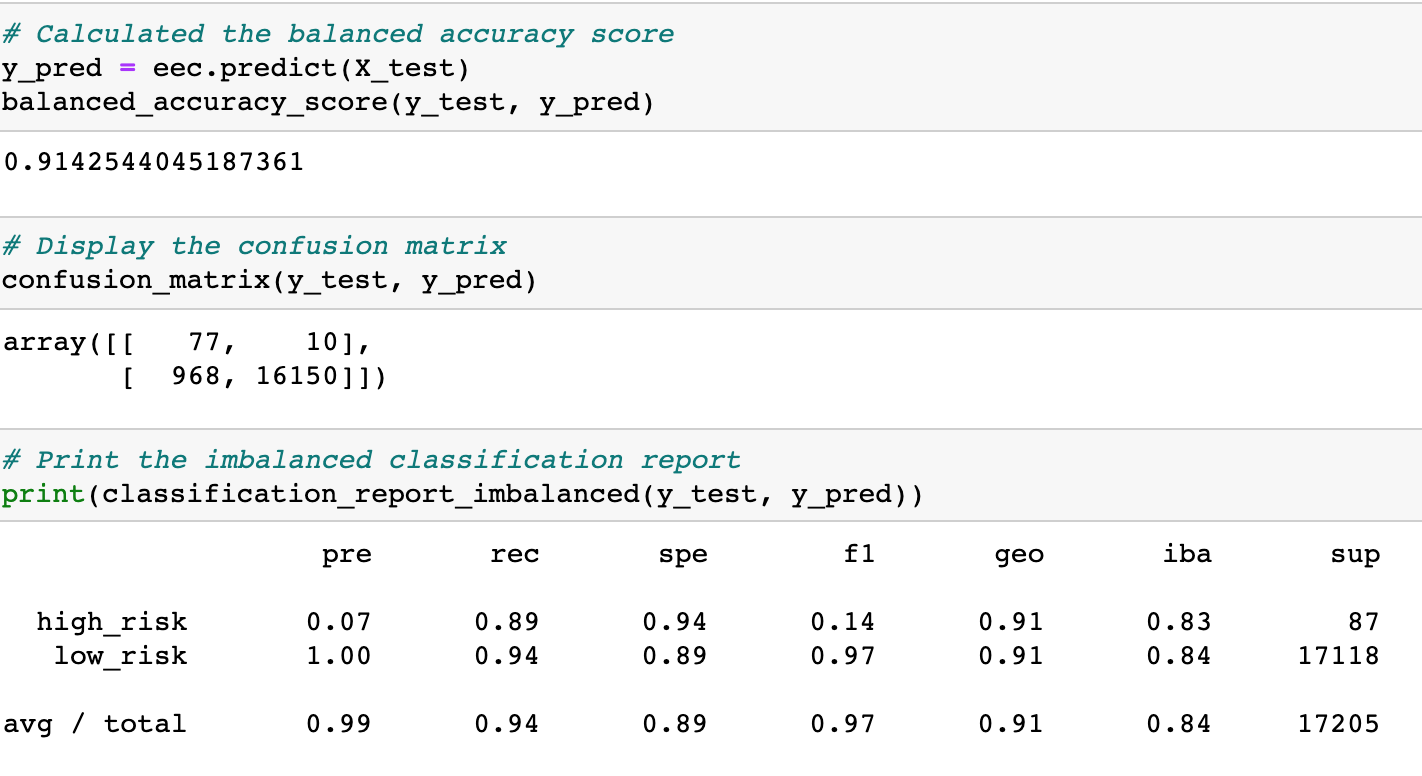 # Calculated the balanced accuracy score
y_pred = eec.predict(X_test)
balanced_accuracy_score(y_test, y_pred)
0.9142544045187361
# Display the confusion matrix
confusion_matrix(y_test, y_pred)
array([[   77,    10],
       [  968, 16150]])
# Print the imbalanced classification report
print(classification_report_imbalanced(y_test, y_pred))
                   pre       rec       spe        f1       geo       iba       sup
  high_risk       0.07      0.89      0.94      0.14      0.91      0.83        87
   low_risk       1.00      0.94      0.89      0.97      0.91      0.84     17118
avg / total       0.99      0.94      0.89      0.97      0.91      0.84     17205